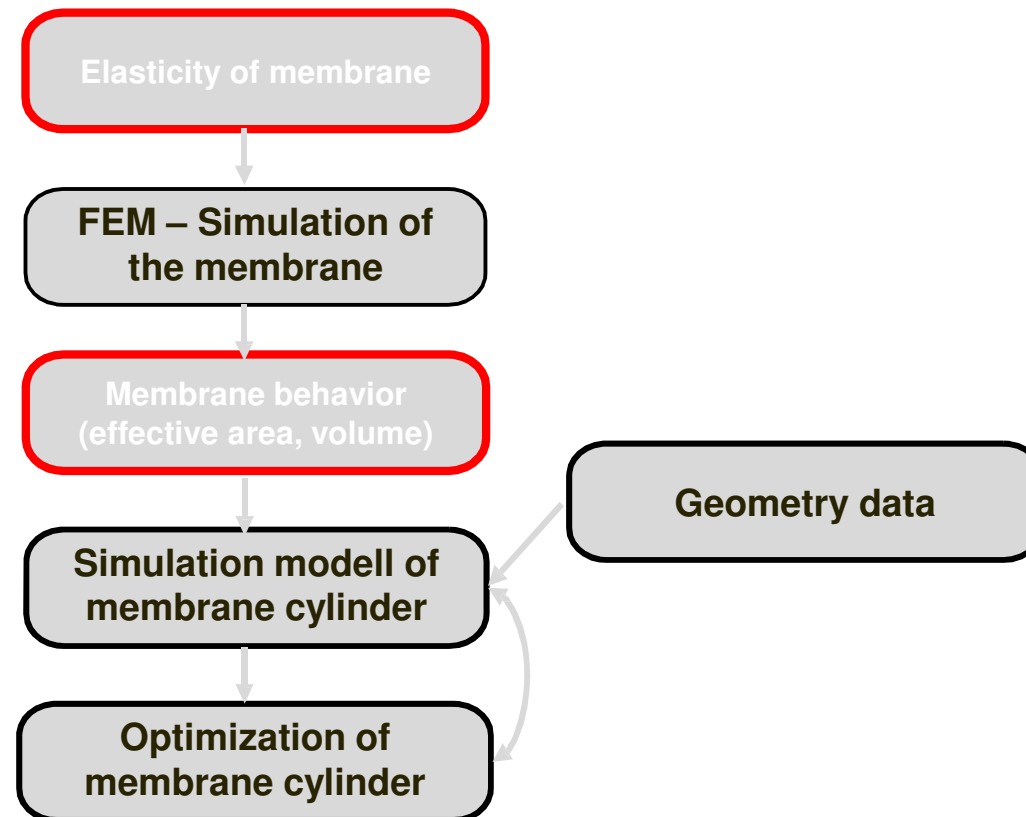 Elasticity of membrane
FEM – Simulation of
the membrane
Membrane behavior
(effective area, volume)
Geometry data
Simulation modell of
membrane cylinder
Optimization of
membrane cylinder